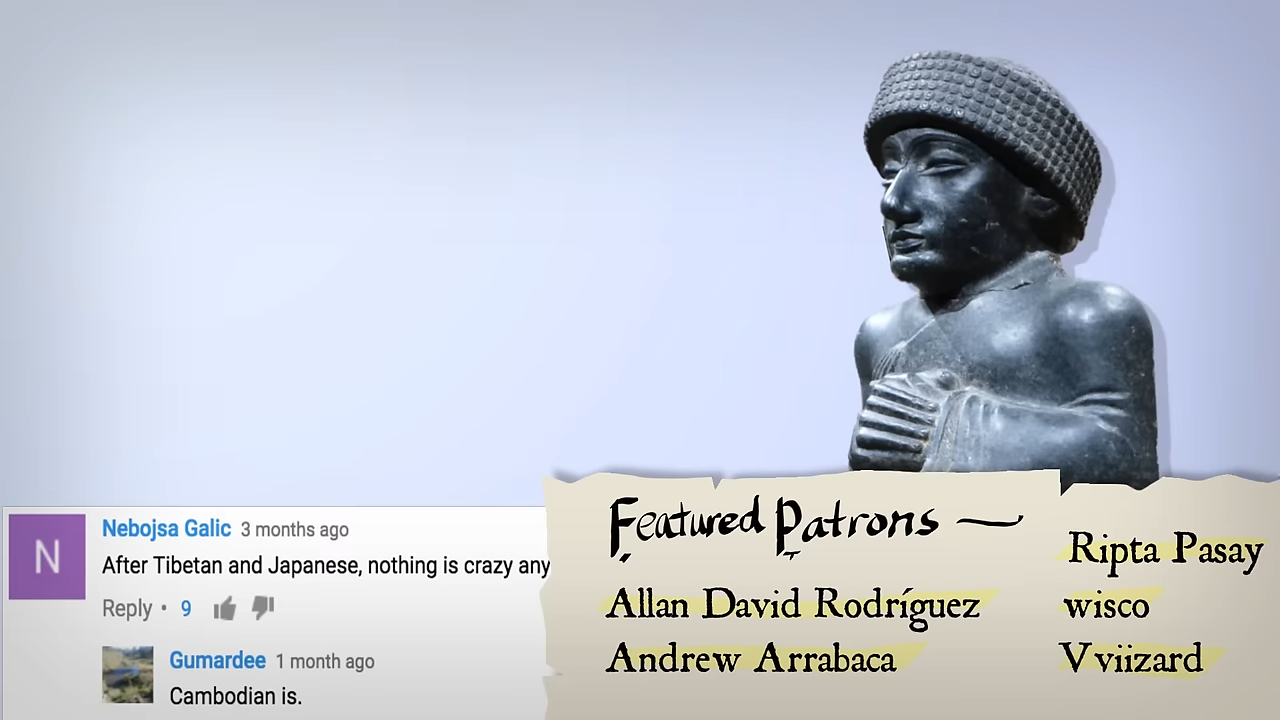 N
Nebojsa Galic 3 months ago
After Tibetan and Japanese, nothing is crazy any
Reply • 9
Gumardee 1 month ago
Cambodian is.
Featured Patrons
Allan David Rodríguez
Andrew Arrabaca
Ripta Pasay
wisco
Vviizard